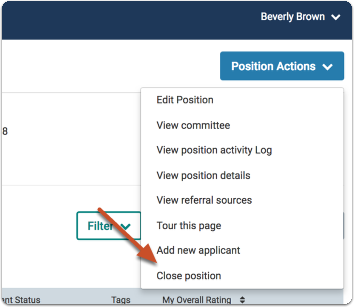 Beverly Brown
Position Actions
Edit Position
8
View committee
View position activity Log
View position details
View referral sources
Filter
Tour this page
Add new applicant
Close position
Status
Tags
My Overall Rating